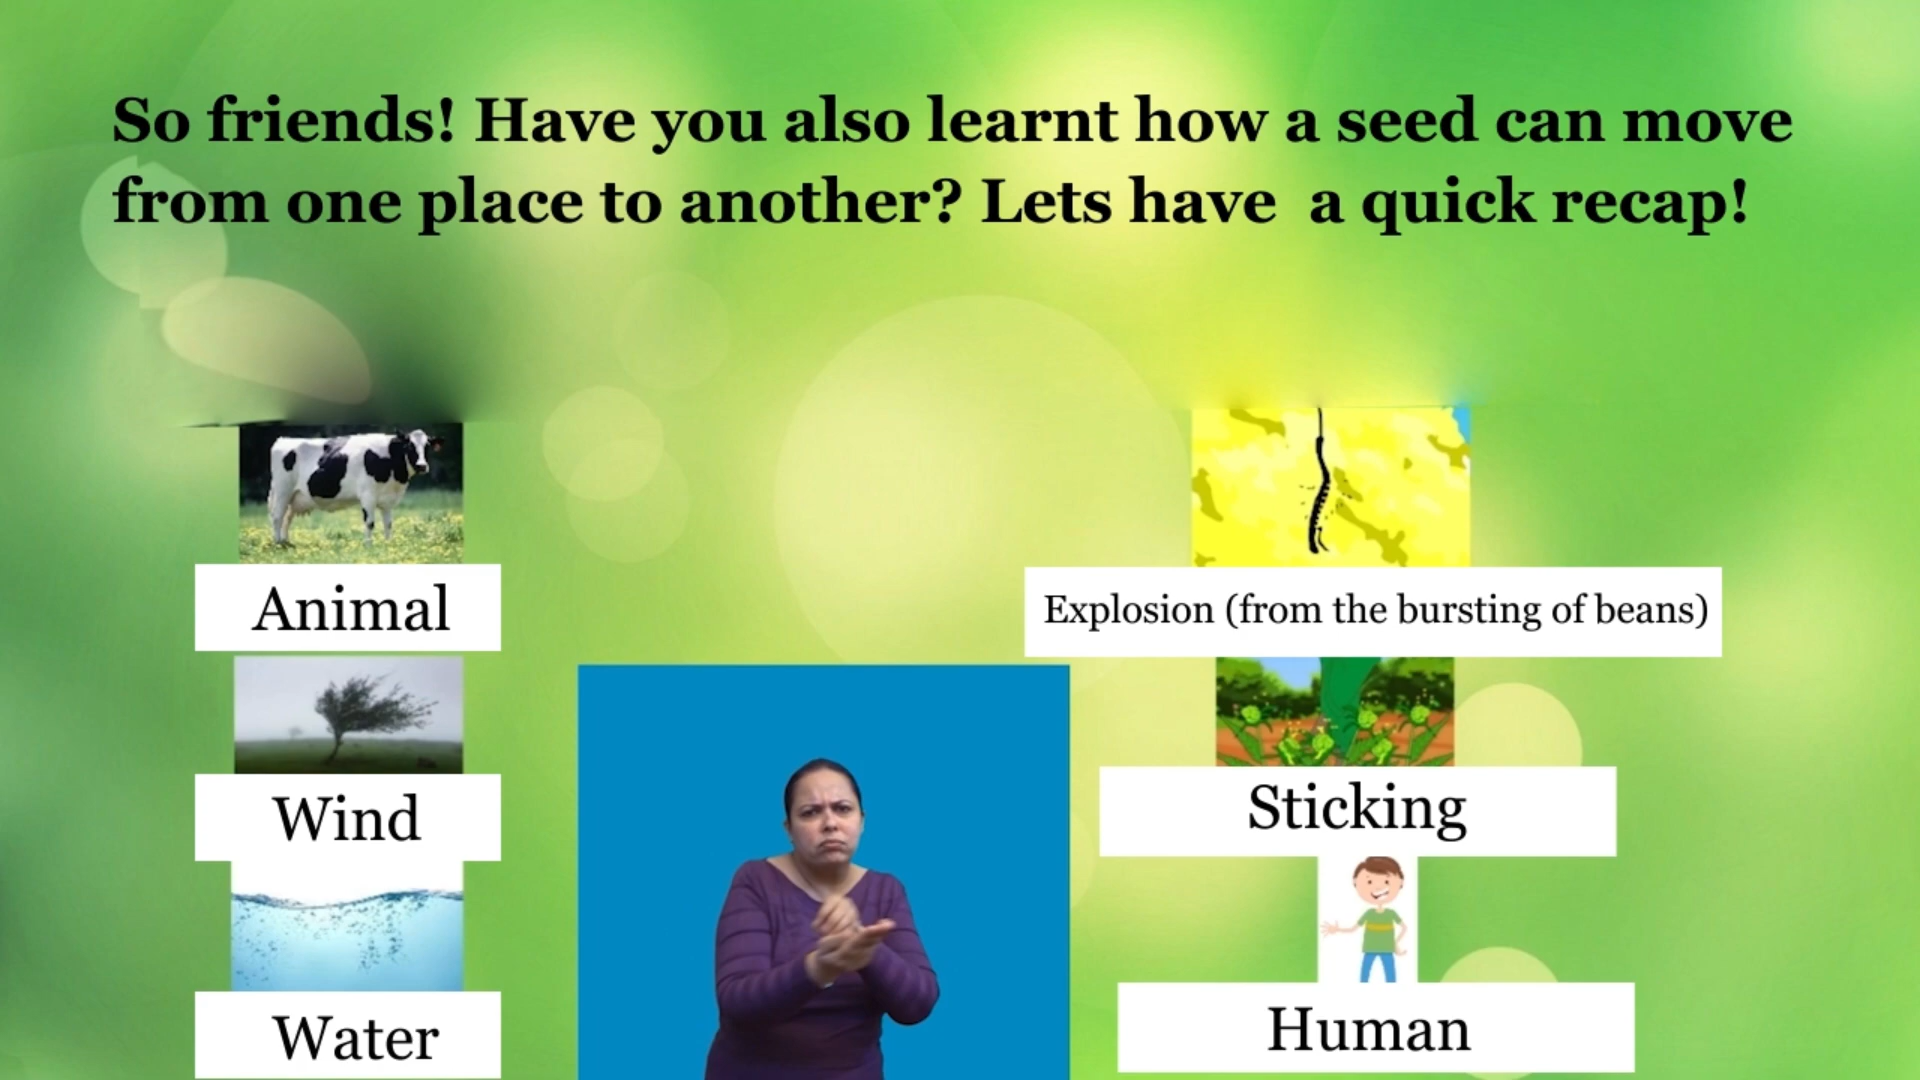 So friends! Have you also learnt how a seed can move
from one place to another? Lets have a quick recap!
Animal
Wind
Water
Explosion (from the bursting of beans)
Sticking
Human